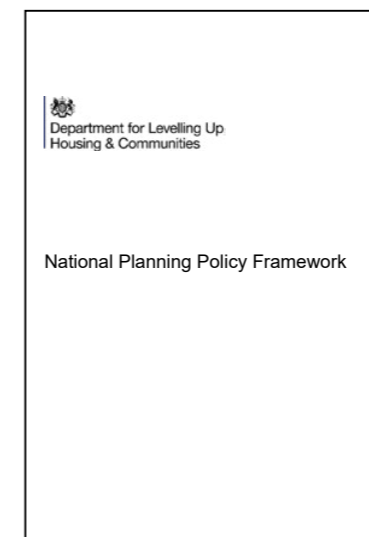 Department for Levelling Up
Housing & Communities
National Planning Policy Framework